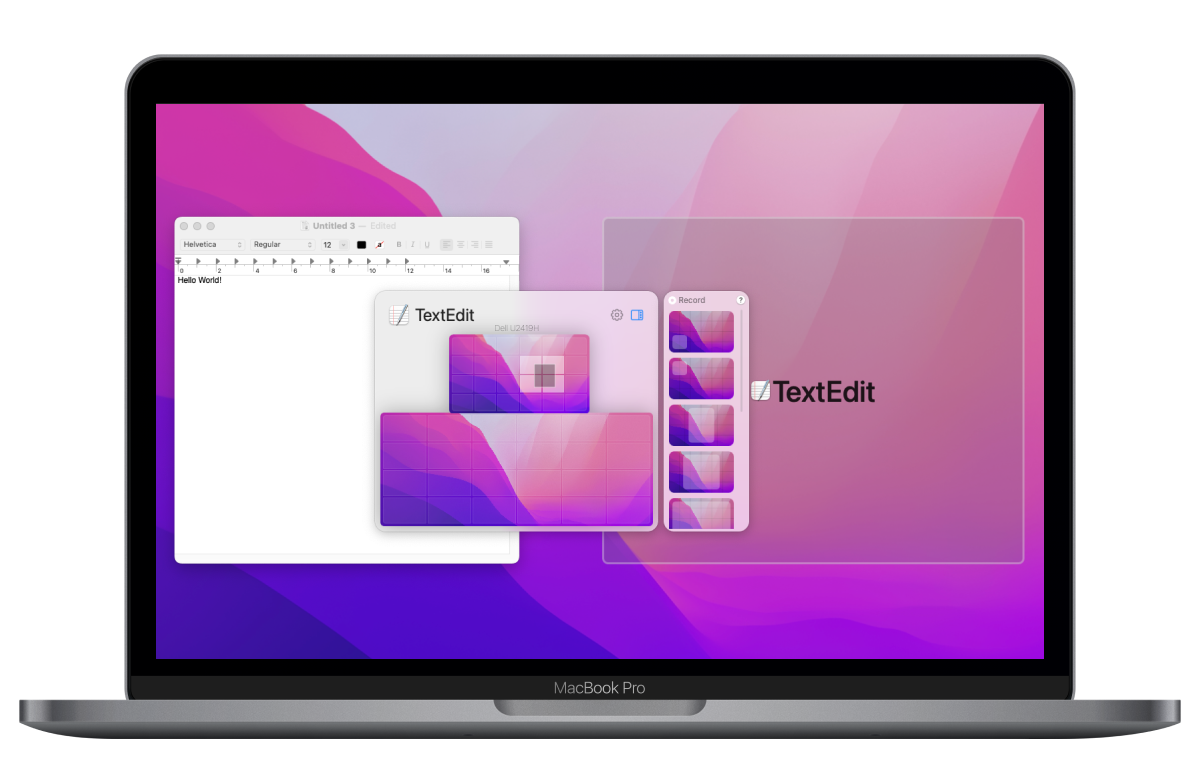 Untitled 3 — Edited
Helvetica Regular 12 a B I U
0 2 4 6 8 10 12 14 16
Hello World!
TextEdit
Dell U2419H
Record ?
TextEdit
MacBook Pro